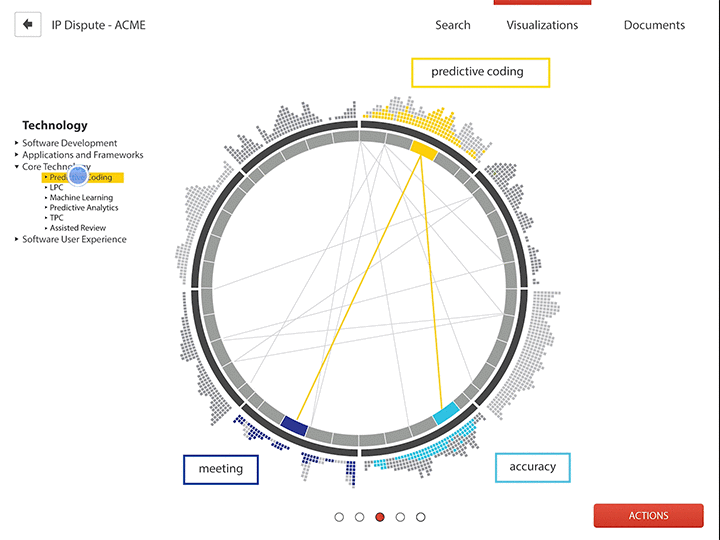 IP Dispute - ACME
Search
Visualizations
Documents
predictive coding
Technology
Software Development
Applications and Frameworks
Core Technology
Predictive Coding
LPC
Machine Learning
Predictive Analytics
TPC
Assisted Review
Software User Experience
meeting
accuracy
ACTIONS